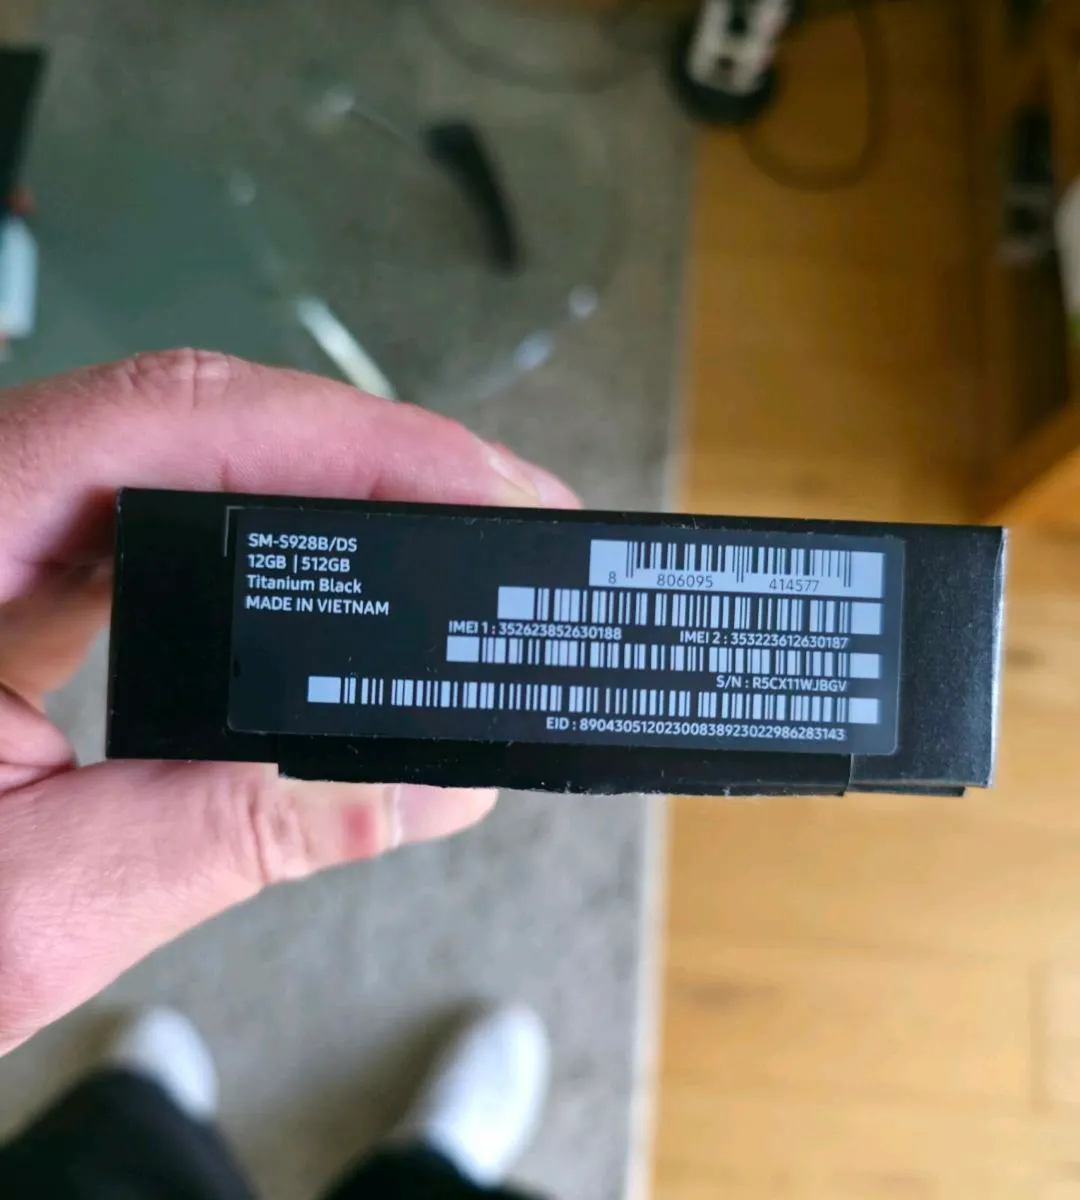 SM-S928B/DS
12GB | 512GB
Titanium Black
MADE IN VIETNAM
8 806095 414577
IMEI 1 : 352623852630188 IMEI 2 : 353223612630187
S/N : R5CX11WJBGV
EID : 89043051202300838923022986283143